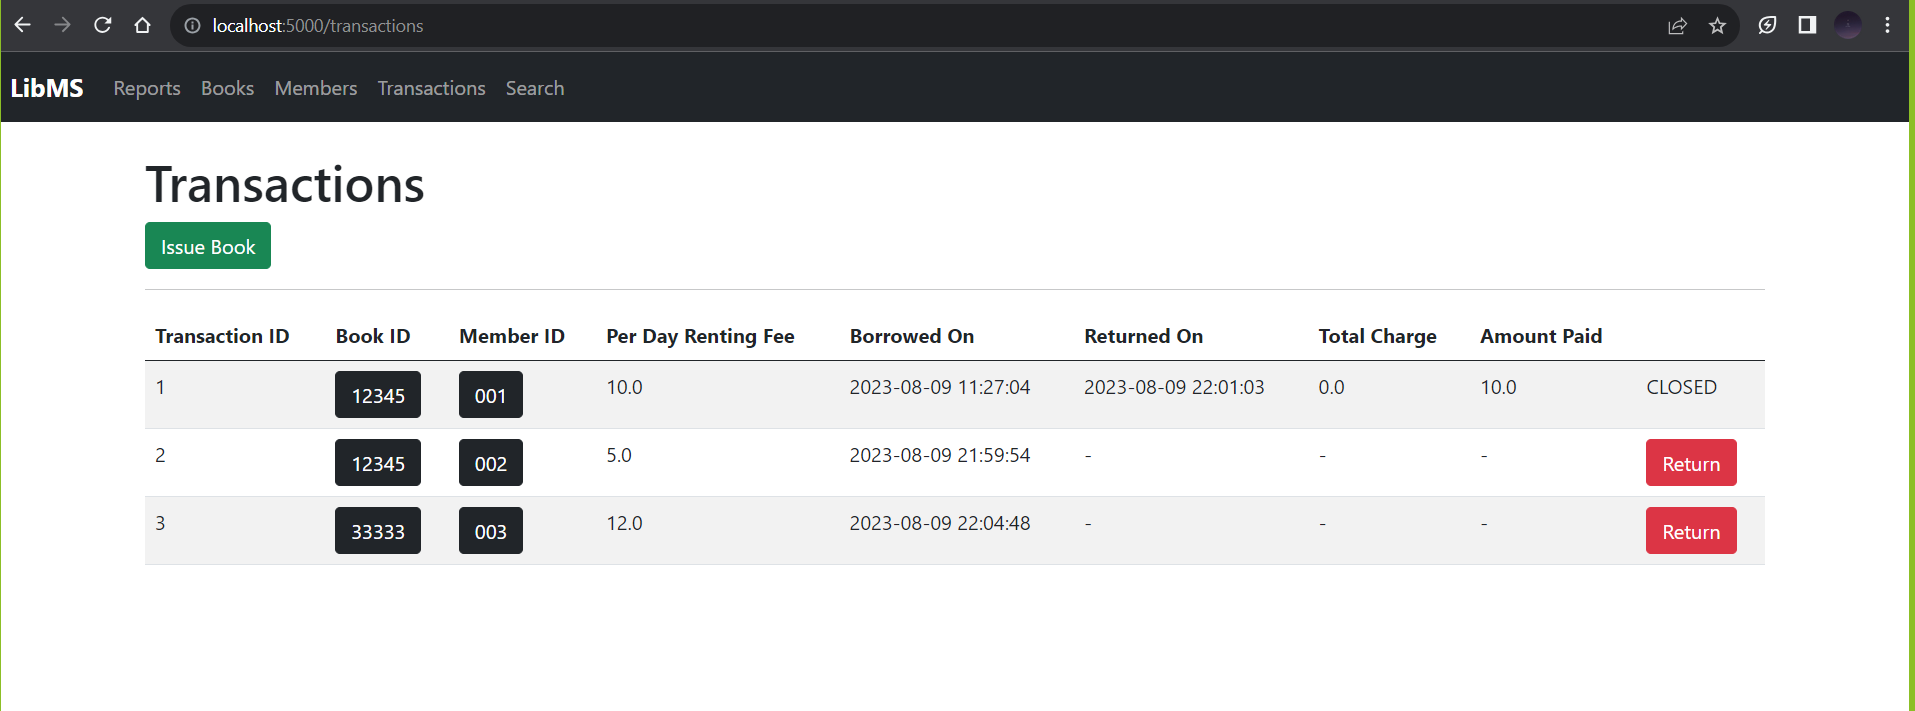 localhost:5000/transactions
LibMS Reports Books Members Transactions Search
Transactions
Issue Book
Transaction ID Book ID Member ID Per Day Renting Fee Borrowed On Returned On Total Charge Amount Paid
1 12345 001 10.0 2023-08-09 11:27:04 2023-08-09 22:01:03 0.0 10.0 CLOSED
2 12345 002 5.0 2023-08-09 21:59:54 - - - Return
3 33333 003 12.0 2023-08-09 22:04:48 - - - Return